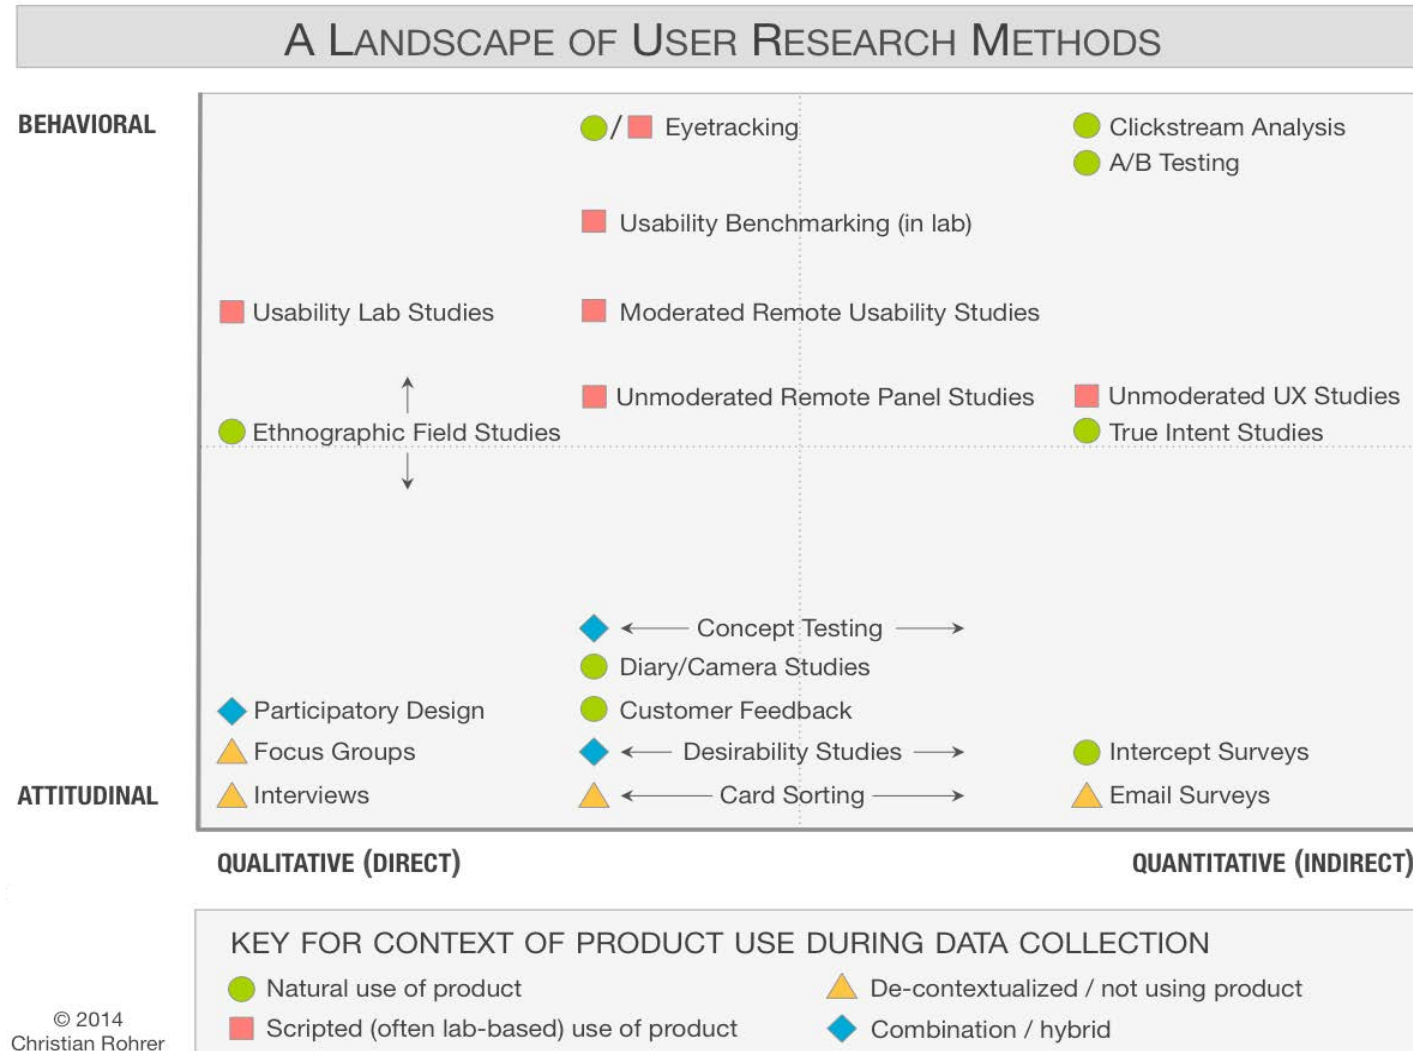 A LANDSCAPE OF USER RESEARCH METHODS
BEHAVIORAL
/ Eyetracking
Clickstream Analysis
A/B Testing
Usability Benchmarking (in lab)
Usability Lab Studies
Moderated Remote Usability Studies
Unmoderated Remote Panel Studies
Unmoderated UX Studies
Ethnographic Field Studies
True Intent Studies
Concept Testing
Diary/Camera Studies
Participatory Design
Customer Feedback
Focus Groups
Desirability Studies
Intercept Surveys
ATTITUDINAL
Interviews
Card Sorting
Email Surveys
QUALITATIVE (DIRECT)
QUANTITATIVE (INDIRECT)
KEY FOR CONTEXT OF PRODUCT USE DURING DATA COLLECTION
Natural use of product
De-contextualized / not using product
Scripted (often lab-based) use of product
Combination / hybrid
© 2014
Christian Rohrer